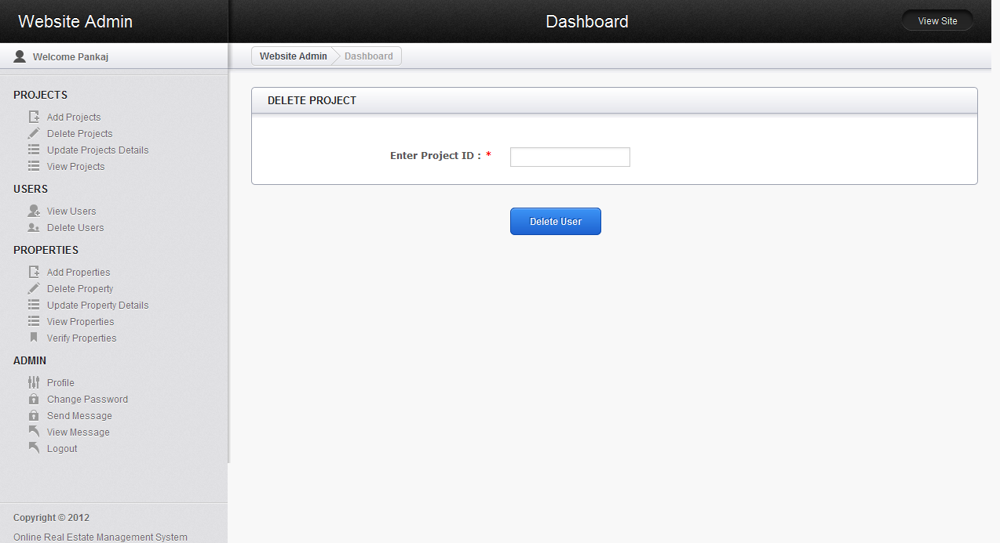 Website Admin
Dashboard
View Site
Welcome Pankaj
Website Admin
Dashboard
PROJECTS
Add Projects
Delete Projects
Update Projects Details
View Projects
USERS
View Users
Delete Users
PROPERTIES
Add Properties
Delete Property
Update Property Details
View Properties
Verify Properties
ADMIN
Profile
Change Password
Send Message
View Message
Logout
Copyright © 2012
Online Real Estate Management System
DELETE PROJECT
Enter Project ID : *
Delete User